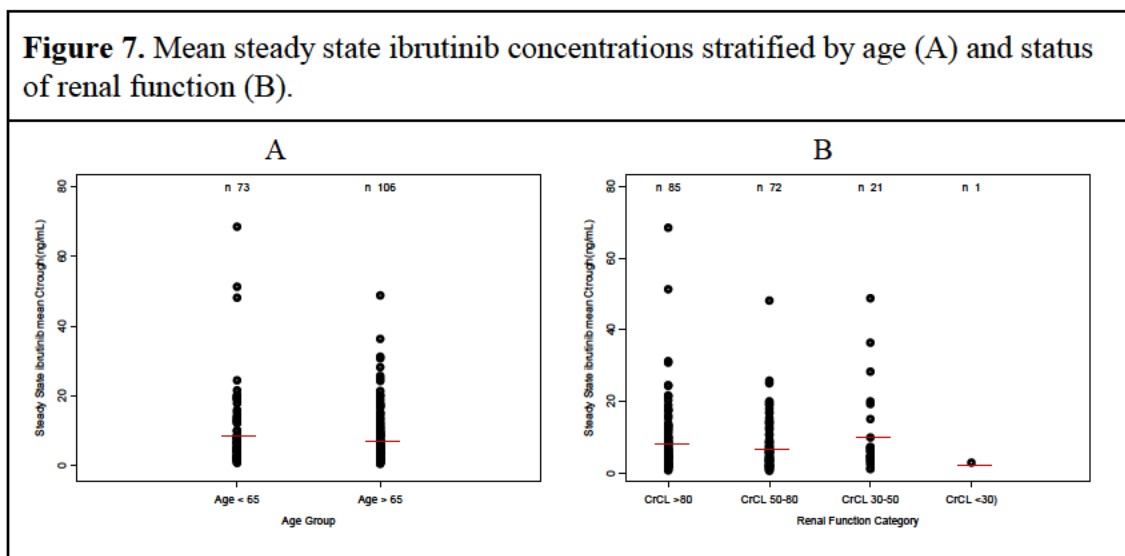 Figure 7. Mean steady state ibrutinib concentrations stratified by age (A) and status
of renal function (B).
A
n 73
n 106
80
60
40
20
0
Steady State ibrutinib mean Ctrough(ng/mL)
Age < 65
Age > 65
Age Group
B
n 85
n 72
n 21
n 1
80
60
40
20
0
Steady State ibrutinib mean Ctrough(ng/mL)
CrCL >80
CrCL 50-80
CrCL 30-50
CrCL <30)
Renal Function Category